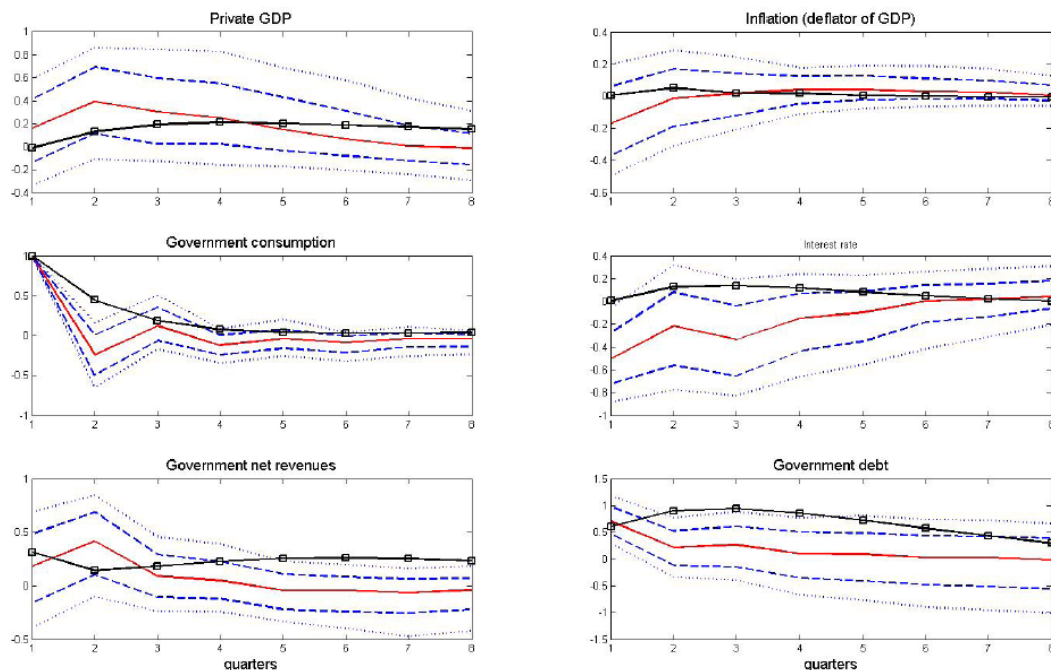 Private GDP
1
0.8
0.6
0.4
0.2
0
-0.2
-0.4
1 2 3 4 5 6 7 8
Inflation (deflator of GDP)
0.4
0.2
0
-0.2
-0.4
-0.6
1 2 3 4 5 6 7 8
Government consumption
1
0.5
0
-0.5
-1
1 2 3 4 5 6 7 8
Interest rate
0.4
0.2
0
-0.2
-0.4
-0.6
-0.8
-1
1 2 3 4 5 6 7 8
Government net revenues
1
0.5
0
-0.5
1 2 3 4 5 6 7 8
quarters
Government debt
1.5
1
0.5
0
-0.5
-1
-1.5
1 2 3 4 5 6 7 8
quarters